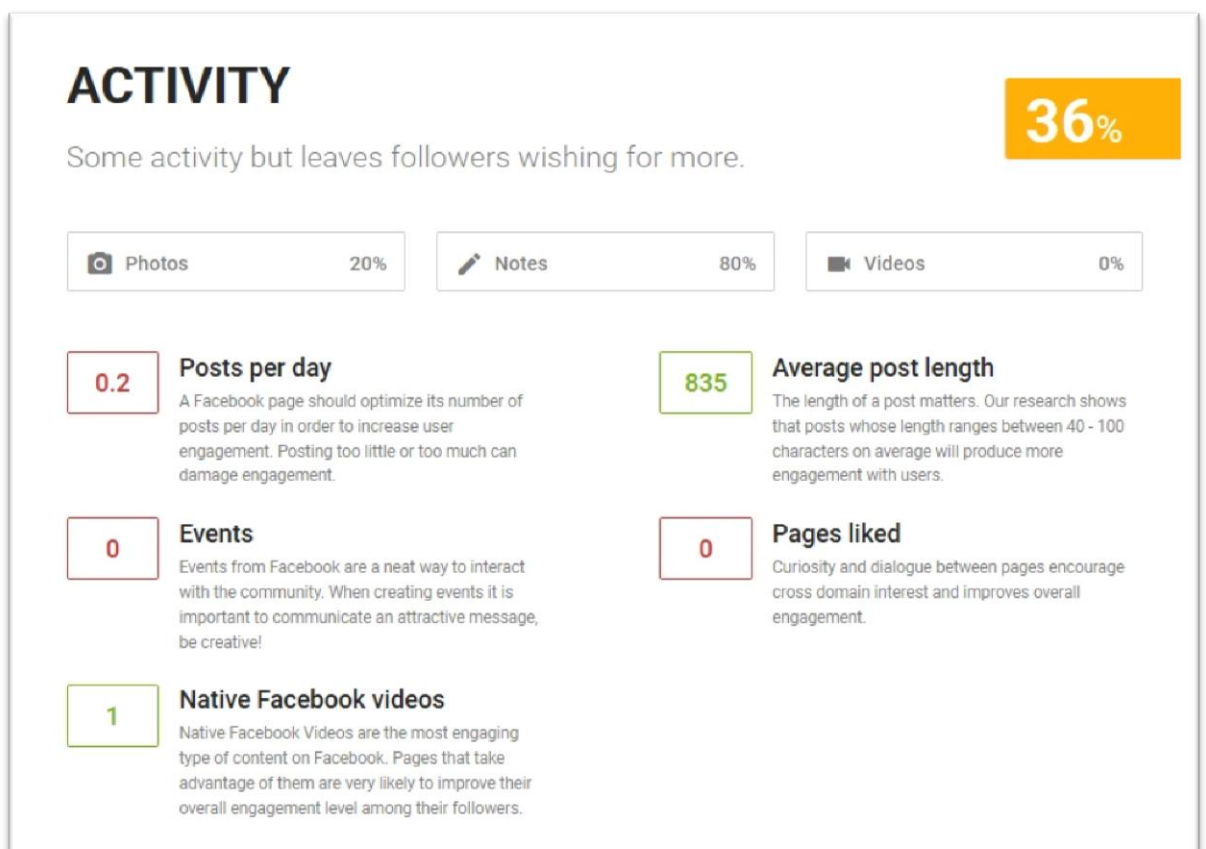 ACTIVITY
36%
Some activity but leaves followers wishing for more.
Photos 20%
Notes 80%
Videos 0%
0.2
Posts per day
A Facebook page should optimize its number of
posts per day in order to increase user
engagement. Posting too little or too much can
damage engagement.
835
Average post length
The length of a post matters. Our research shows
that posts whose length ranges between 40 - 100
characters on average will produce more
engagement with users.
0
Events
Events from Facebook are a neat way to interact
with the community. When creating events it is
important to communicate an attractive message,
be creative!
0
Pages liked
Curiosity and dialogue between pages encourage
cross domain interest and improves overall
engagement.
1
Native Facebook videos
Native Facebook Videos are the most engaging
type of content on Facebook. Pages that take
advantage of them are very likely to improve their
overall engagement level among their followers.